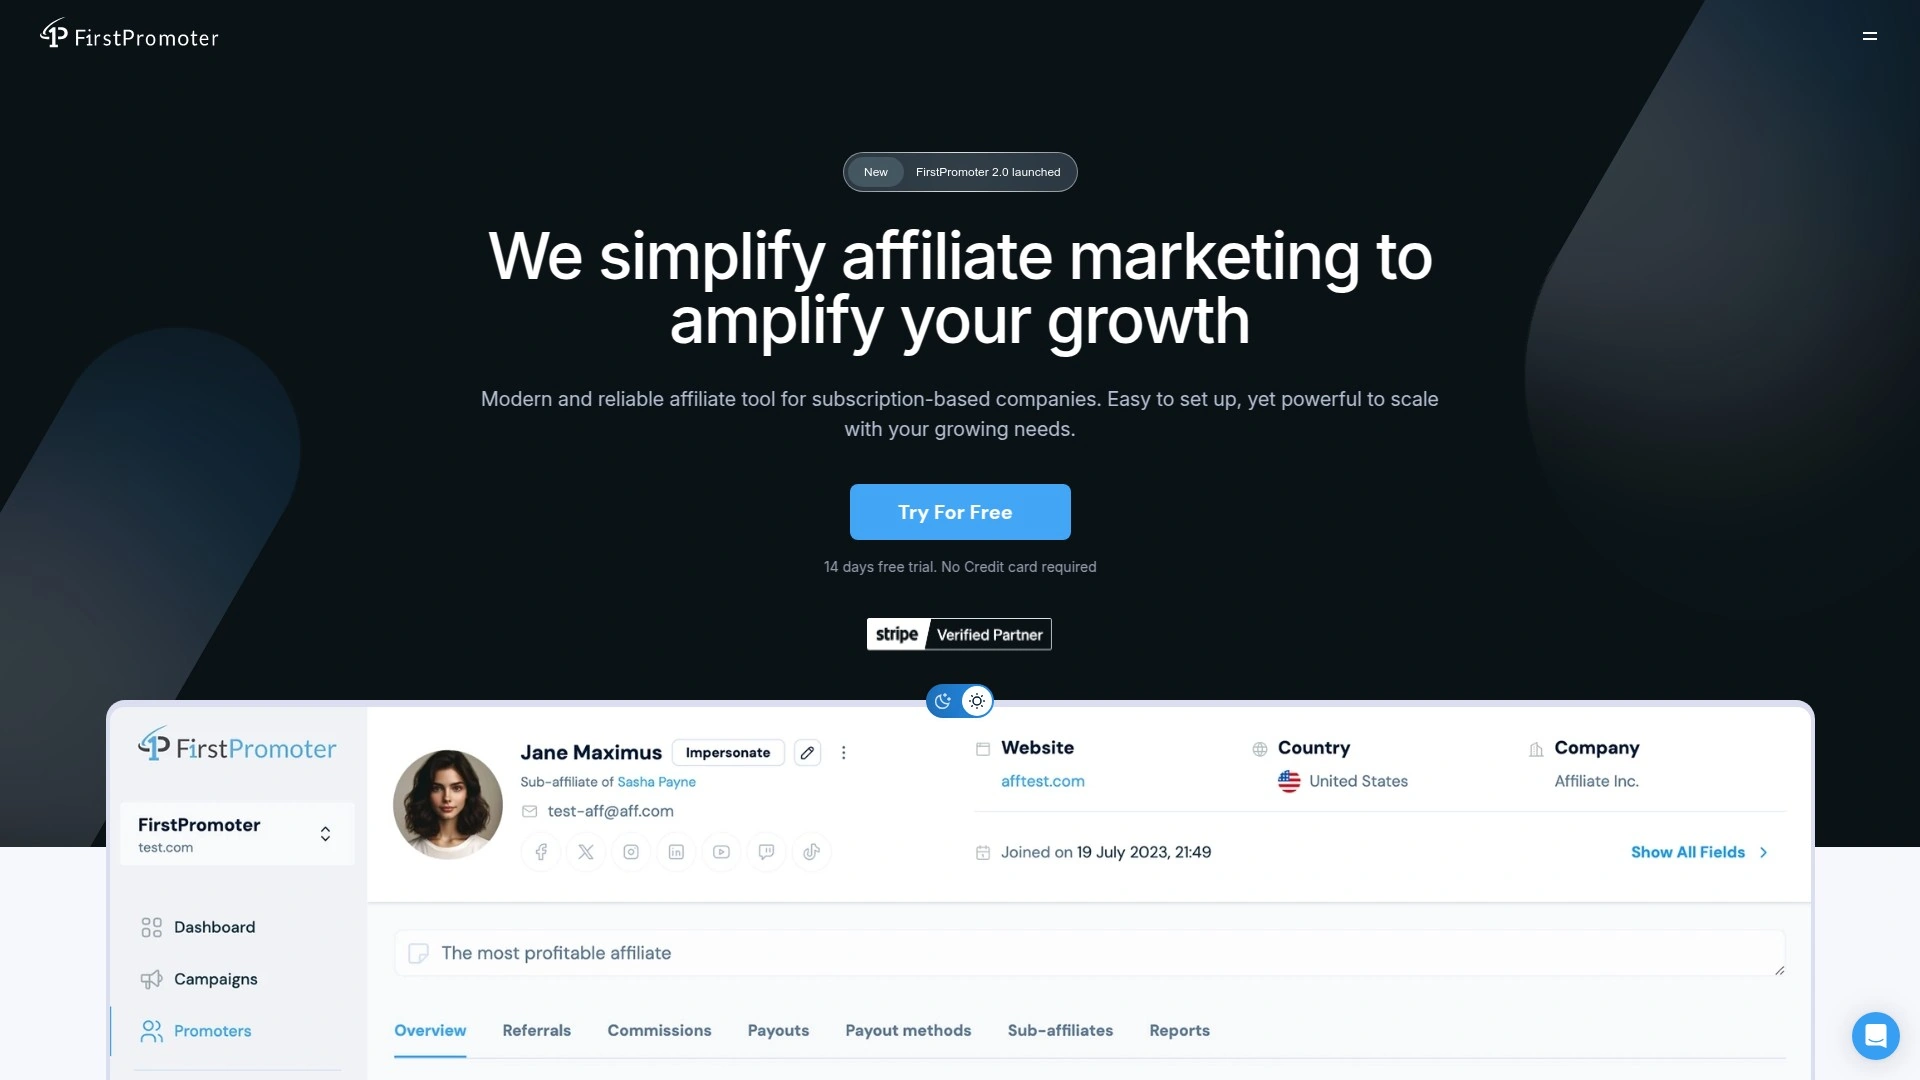 FirstPromoter
New FirstPromoter 2.0 launched
We simplify affiliate marketing to
amplify your growth
Modern and reliable affiliate tool for subscription-based companies. Easy to set up, yet powerful to scale
with your growing needs.
Try For Free
14 days free trial. No Credit card required
stripe Verified Partner
FirstPromoter
FirstPromoter
test.com
Dashboard
Campaigns
Promoters
Jane Maximus Impersonate
Sub-affiliate of Sasha Payne
test-aff@aff.com
Website
afftest.com
Country
United States
Company
Affiliate Inc.
Joined on 19 July 2023, 21:49
Show All Fields
The most profitable affiliate
Overview Referrals Commissions Payouts Payout methods Sub-affiliates Reports